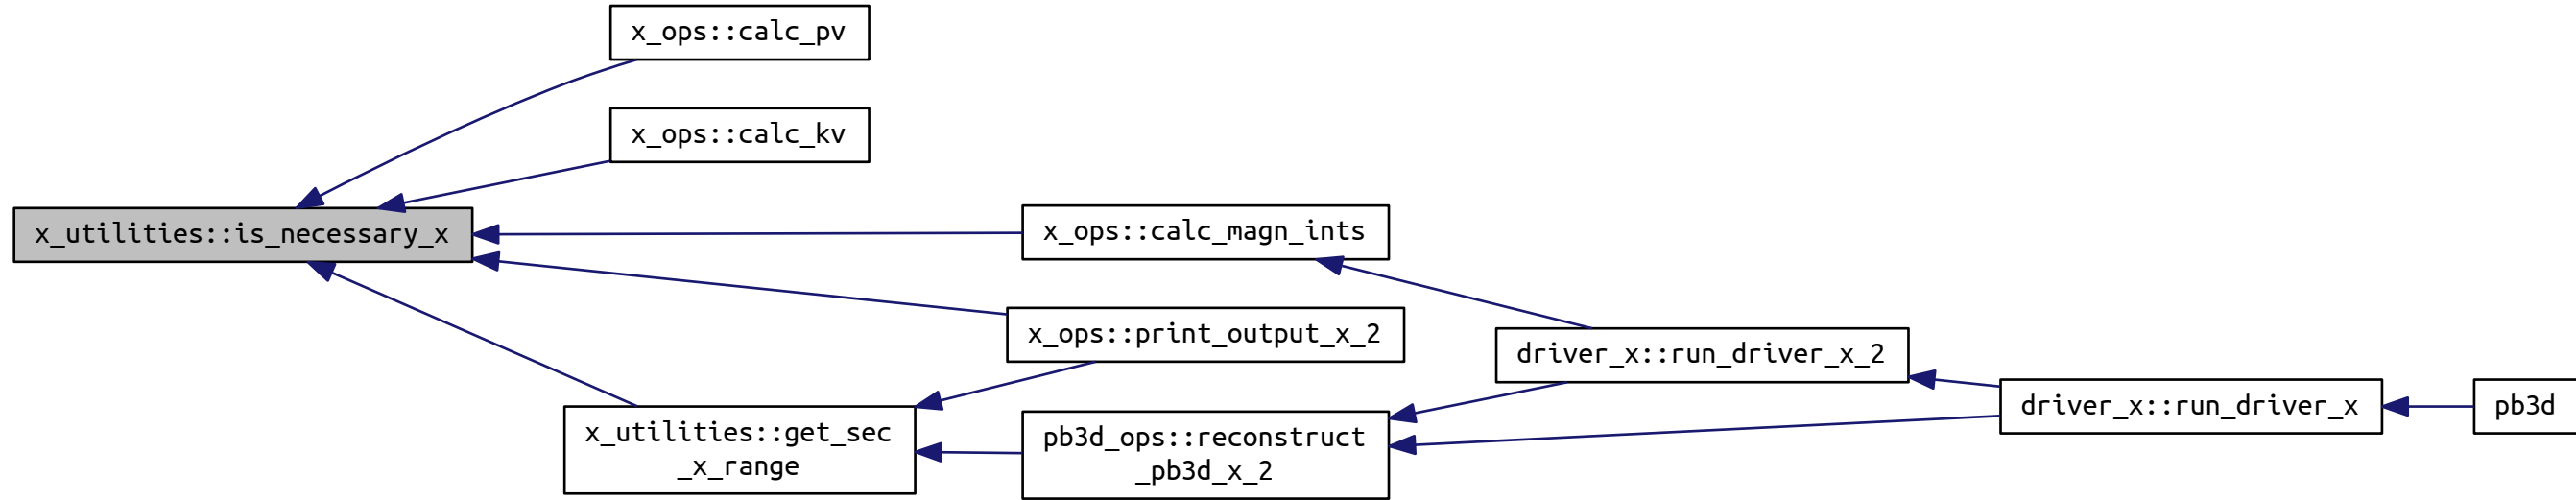 x_ops::calc_pv
x_ops::calc_kv
x_utilities::is_necessary_x
x_ops::calc_magn_ints
x_ops::print_output_x_2
driver_x::run_driver_x_2
x_utilities::get_sec
_x_range
pb3d_ops::reconstruct
_pb3d_x_2
driver_x::run_driver_x
pb3d